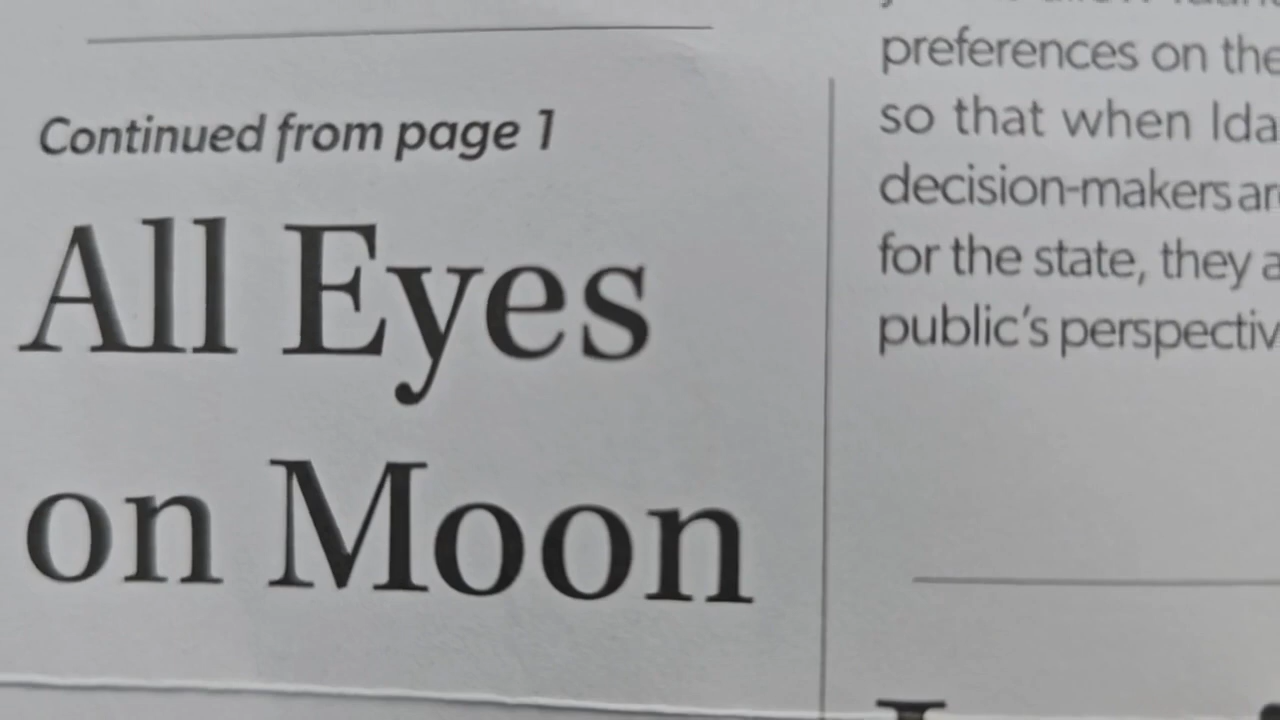 Continued from page 1
All Eyes
on Moon
preferences on the
so that when
decision-makers
for the state, they
public's